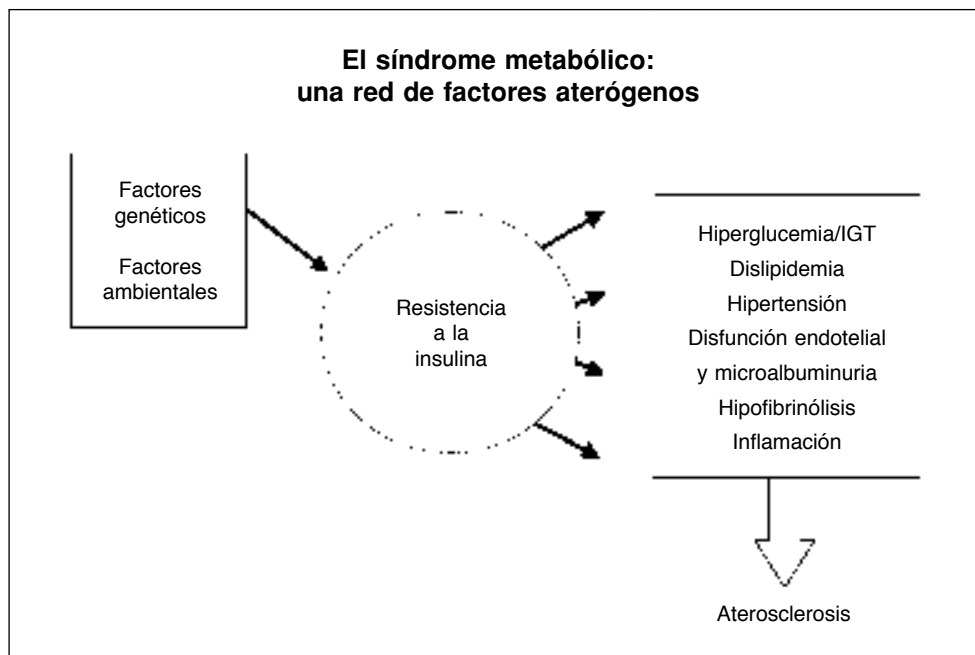 El síndrome metabólico:
una red de factores aterógenos
Factores
genéticos
Factores
ambientales
Resistencia
a la
insulina
Hiperglucemia/IGT
Dislipidemia
Hipertensión
Disfunción endotelial
y microalbuminuria
Hipofibrinólisis
Inflamación
Aterosclerosis